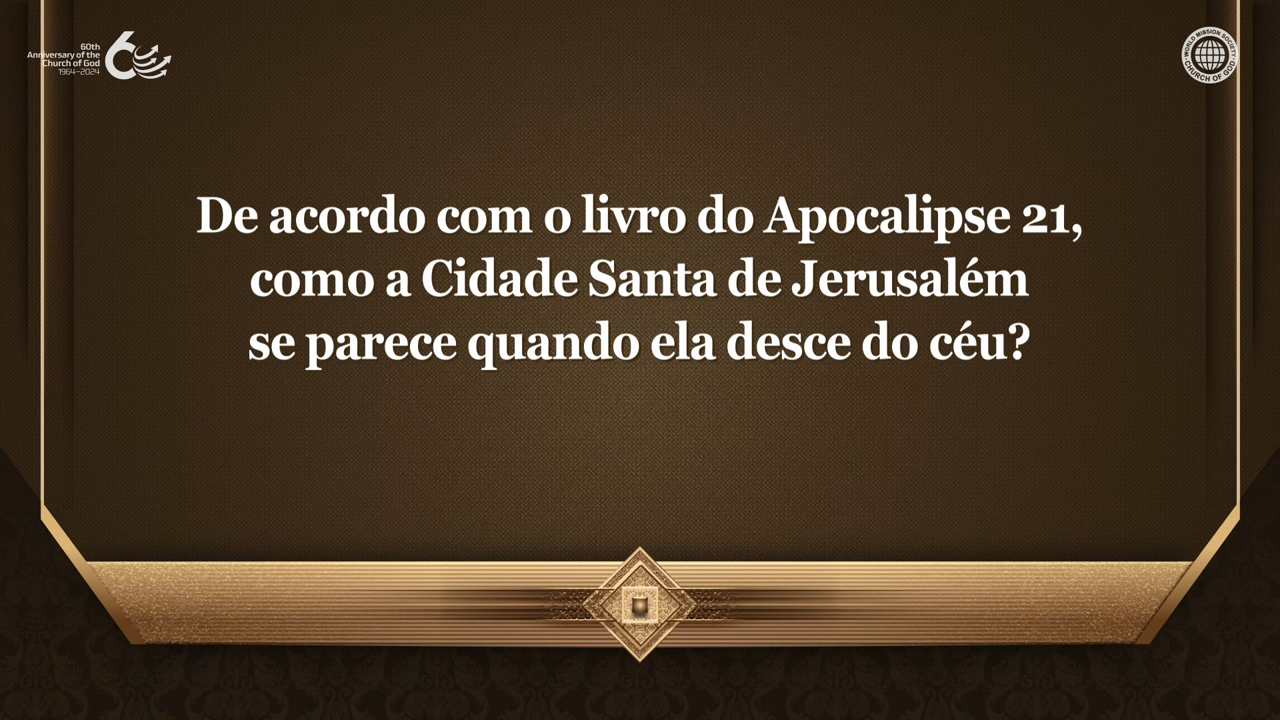 60th
Anniversary of the
Church of God
1964–2024
WORLD MISSION SOCIETY
CHURCH OF GOD
De acordo com o livro do Apocalipse 21,
como a Cidade Santa de Jerusalém
se parece quando ela desce do céu?